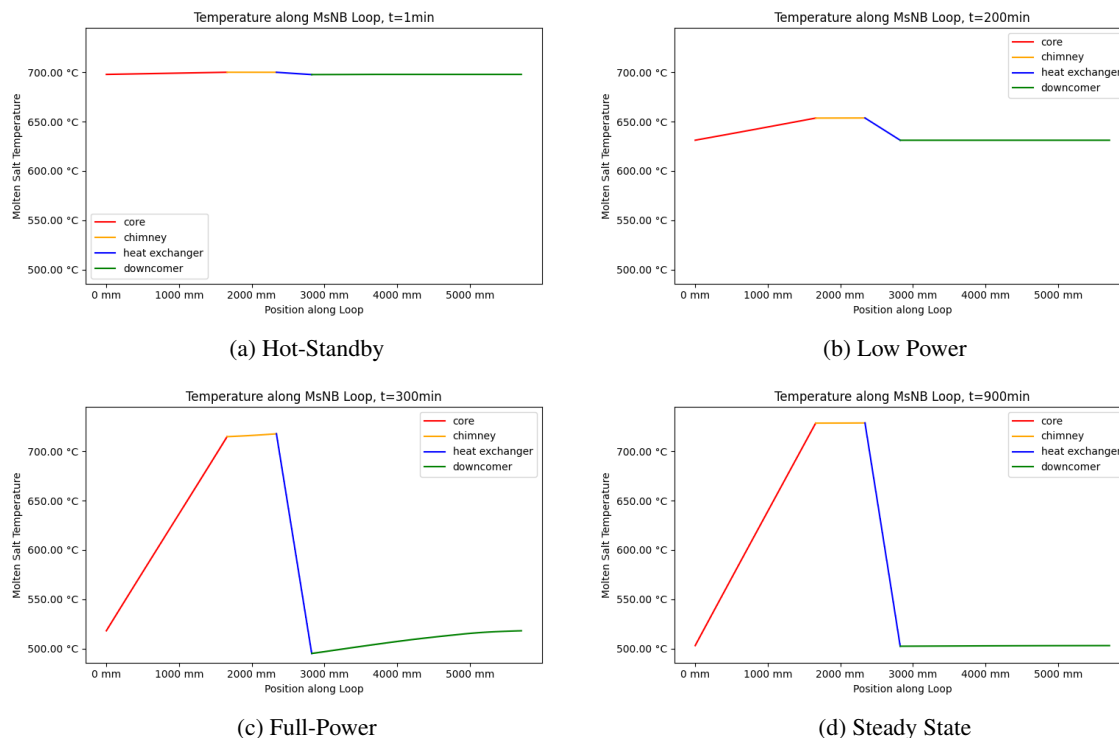 Temperature along MsNB Loop, t=1min
Molten Salt Temperature
700.00 °C
650.00 °C
600.00 °C
550.00 °C
500.00 °C
core
chimney
heat exchanger
downcomer
0 mm 1000 mm 2000 mm 3000 mm 4000 mm 5000 mm
Position along Loop
(a) Hot-Standby
Temperature along MsNB Loop, t=200min
Molten Salt Temperature
700.00 °C
650.00 °C
600.00 °C
550.00 °C
500.00 °C
core
chimney
heat exchanger
downcomer
0 mm 1000 mm 2000 mm 3000 mm 4000 mm 5000 mm
Position along Loop
(b) Low Power
Temperature along MsNB Loop, t=300min
Molten Salt Temperature
700.00 °C
650.00 °C
600.00 °C
550.00 °C
500.00 °C
core
chimney
heat exchanger
downcomer
0 mm 1000 mm 2000 mm 3000 mm 4000 mm 5000 mm
Position along Loop
(c) Full-Power
Temperature along MsNB Loop, t=900min
Molten Salt Temperature
700.00 °C
650.00 °C
600.00 °C
550.00 °C
500.00 °C
core
chimney
heat exchanger
downcomer
0 mm 1000 mm 2000 mm 3000 mm 4000 mm 5000 mm
Position along Loop
(d) Steady State